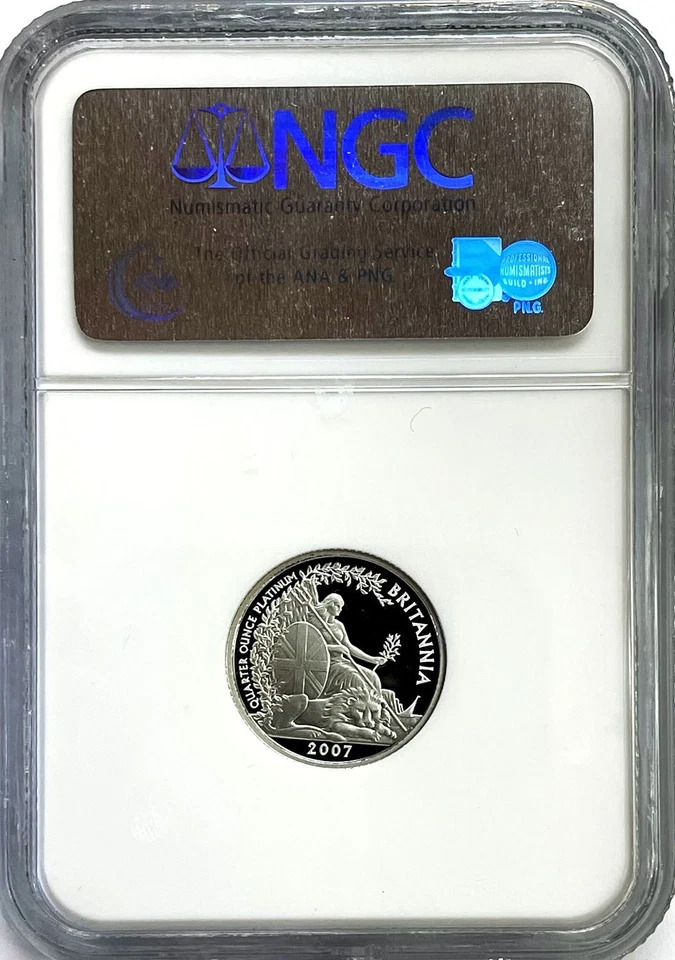 NGC
Numismatic Guaranty Corporation
The Official Grading Service
of the ANA & PNG
PROFESSIONAL
NUMISMATISTS
GUILD • INC
P.N.G.
QUARTER OUNCE PLATINUM
BRITANNIA
2007